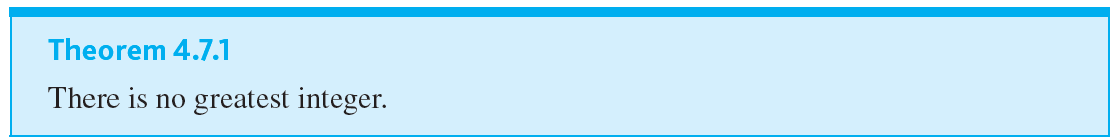 Theorem 4.7.1
There is no greatest integer.